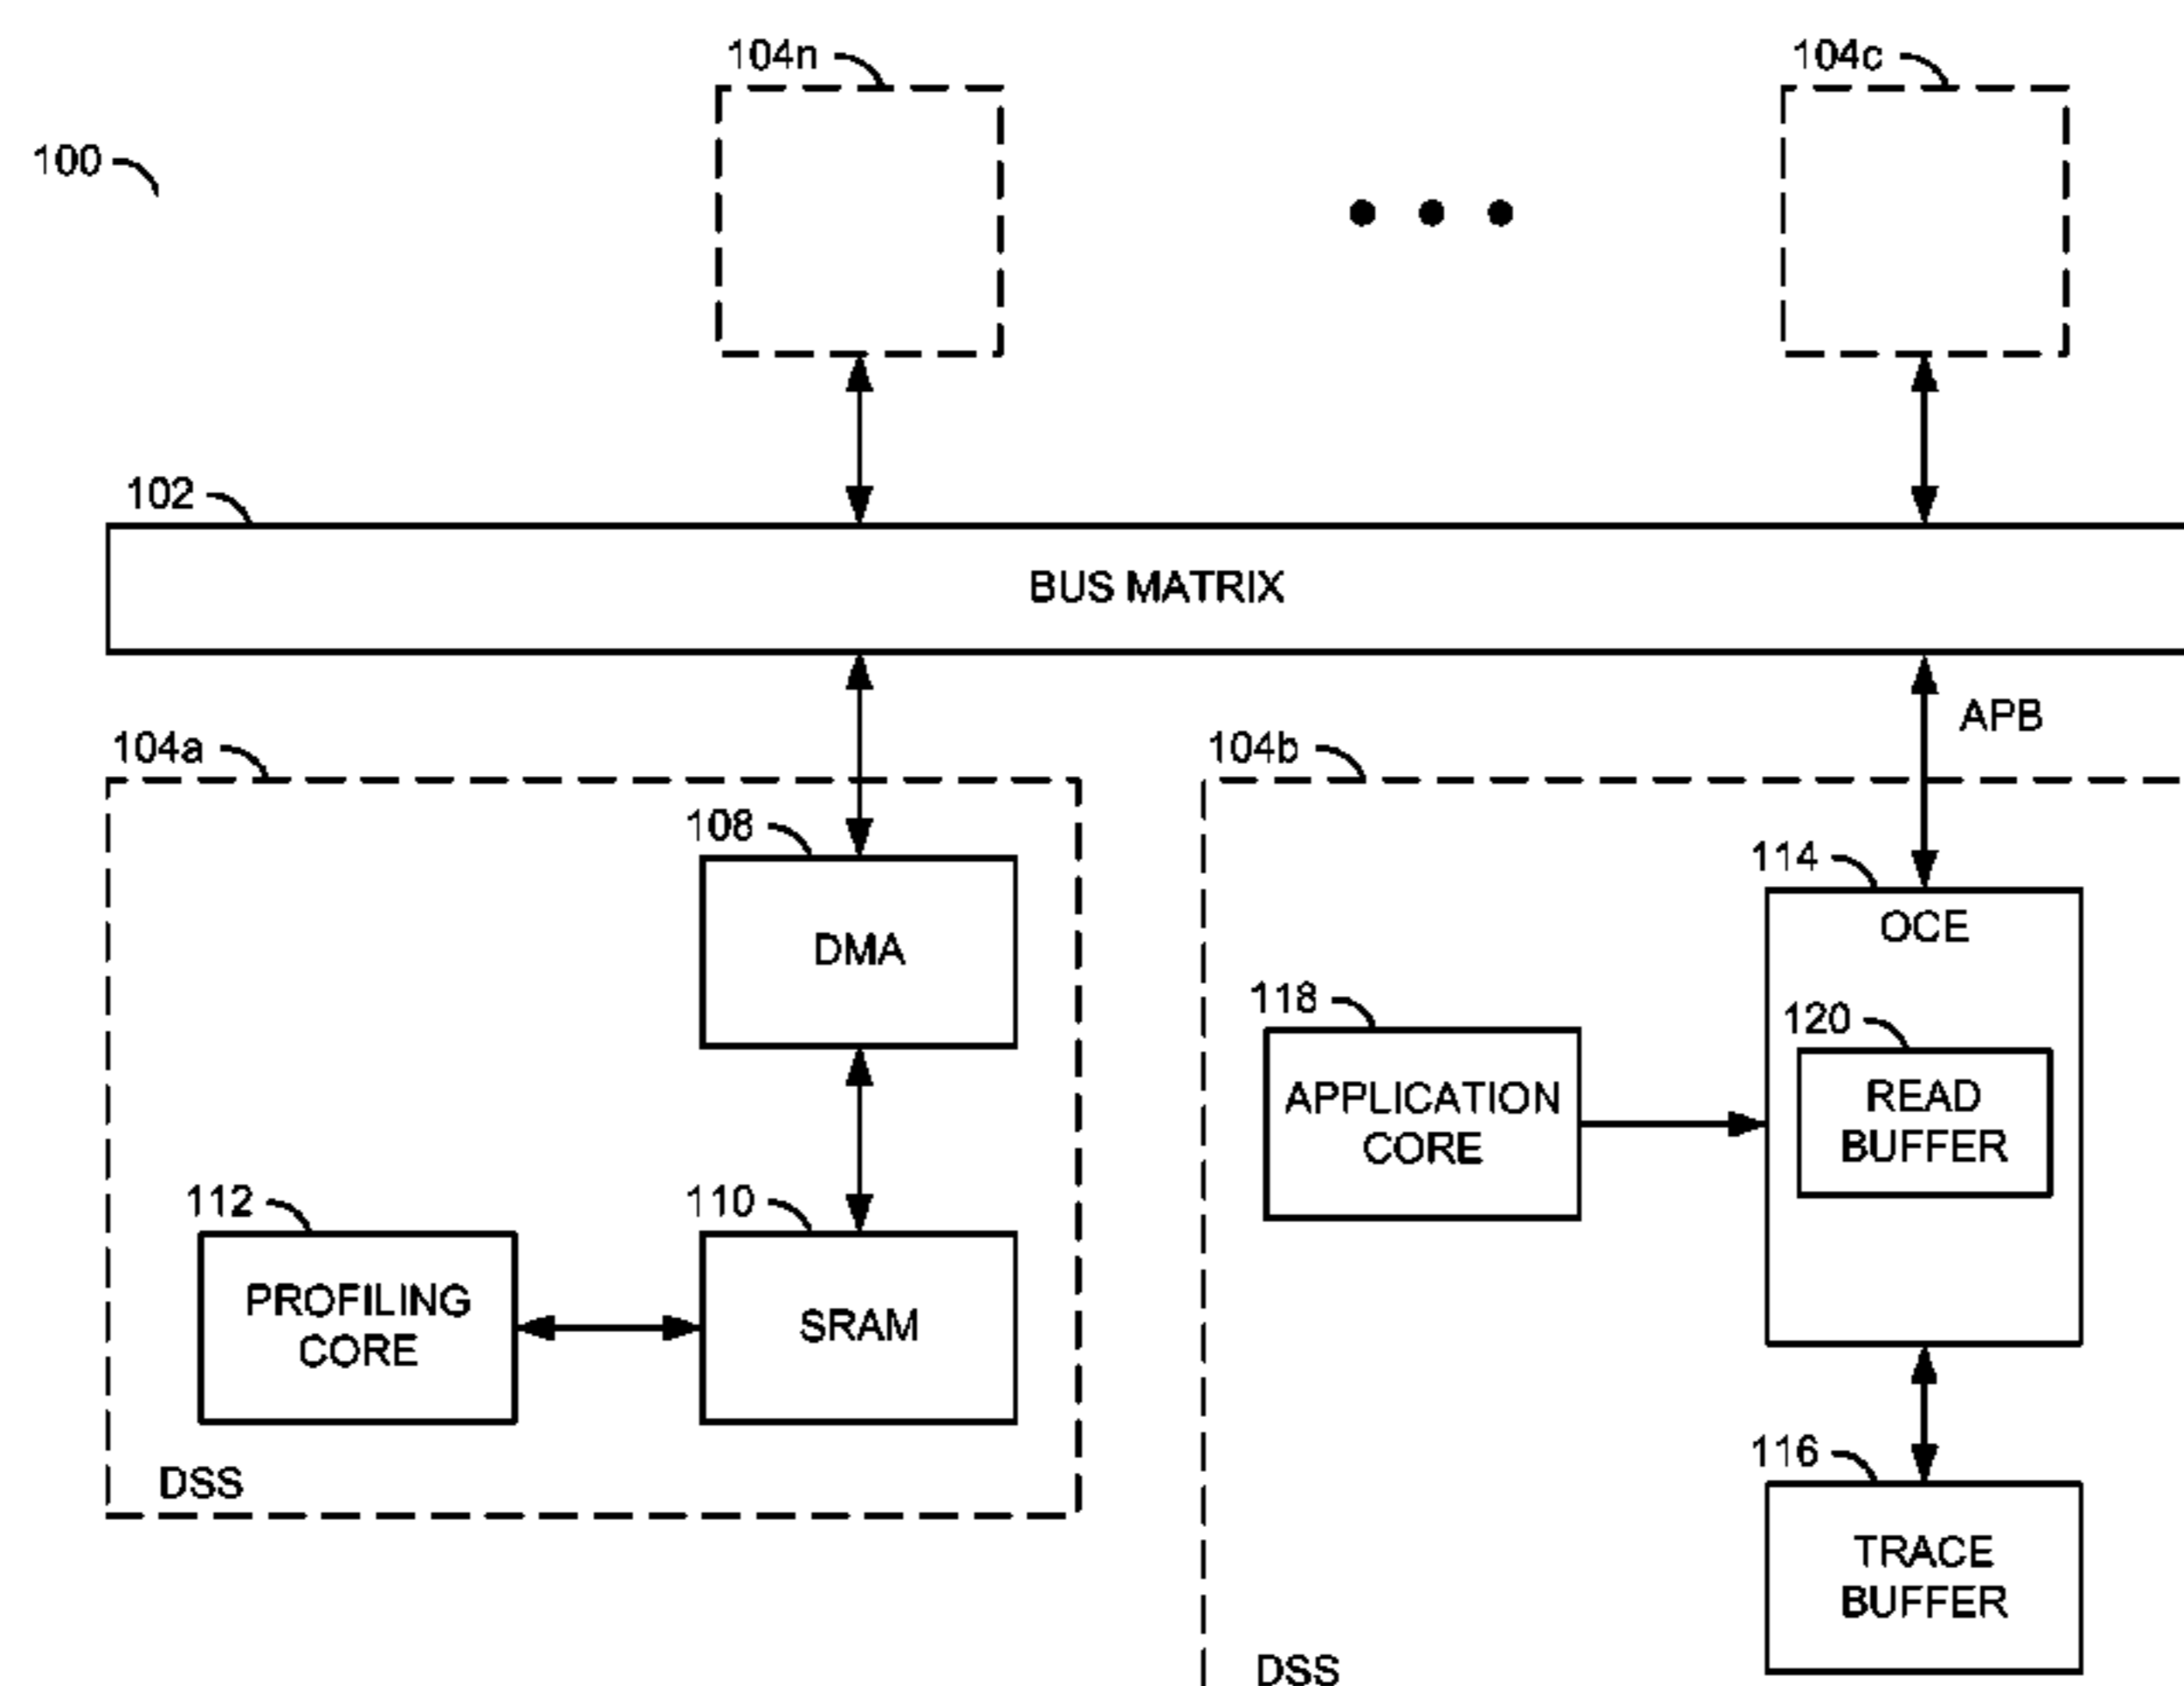 104n
104c
100
102
BUS MATRIX
APB
104a
104b
108
114
DMA
OCE
118
120
APPLICATION
CORE
READ
BUFFER
112
110
PROFILING
CORE
SRAM
116
DSS
TRACE
BUFFER
DSS